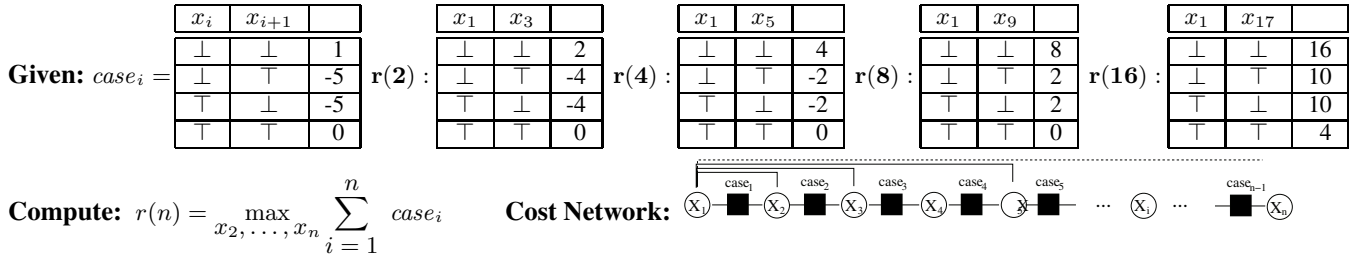 x_i x_{i+1} x_1 x_3 x_1 x_5 x_1 x_9 x_1 x_17
⊥ ⊥ 1 ⊥ ⊥ 2 ⊥ ⊥ 4 ⊥ ⊥ 8 ⊥ ⊥ 16
Given: case_i = r(2) : r(4) : r(8) : r(16) :
⊥ ⊤ -5 ⊥ ⊤ -4 ⊥ ⊤ -2 ⊥ ⊤ 2 ⊥ ⊤ 10
⊤ ⊥ -5 ⊤ ⊥ -4 ⊤ ⊥ -2 ⊤ ⊥ 2 ⊤ ⊥ 10
⊤ ⊤ 0 ⊤ ⊤ 0 ⊤ ⊤ 0 ⊤ ⊤ 0 ⊤ ⊤ 4
Compute: r(n) = max_{x_2, . . . , x_n} ∑_{i = 1}^{n} case_i
Cost Network:
case_1 case_2 case_3 case_4 case_5 case_{n−1}
X_1 X_2 X_3 X_4 X ... X_i ... X_n